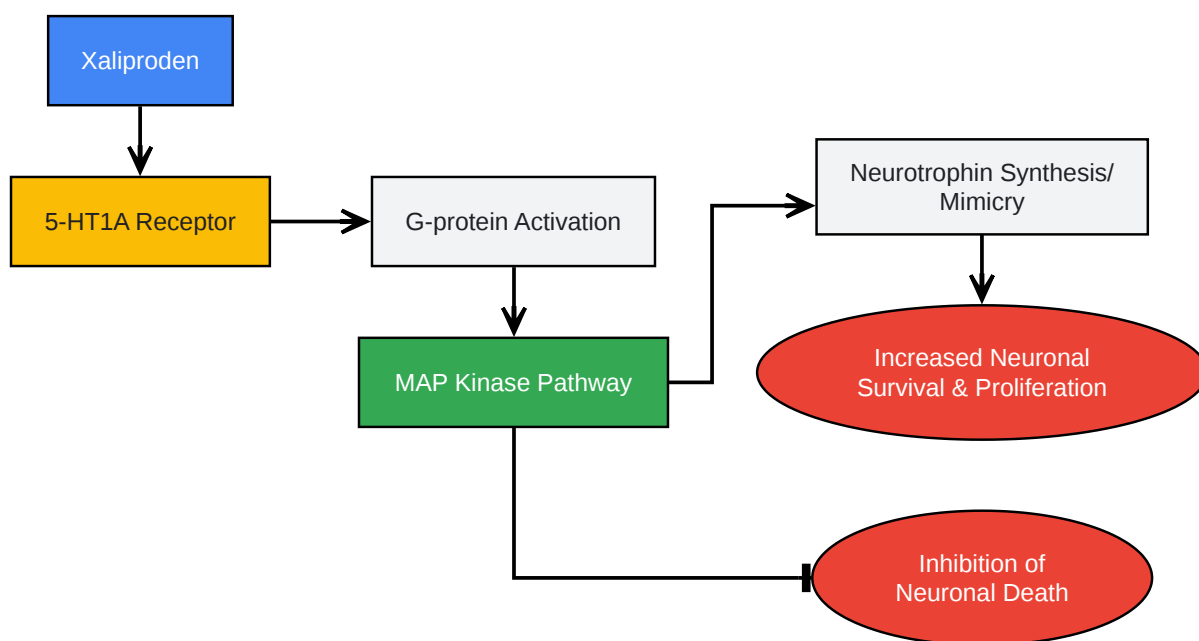 Xaliproden
5-HT1A Receptor
G-protein Activation
MAP Kinase Pathway
Neurotrophin Synthesis/
Mimicry
Increased Neuronal
Survival & Proliferation
Inhibition of
Neuronal Death